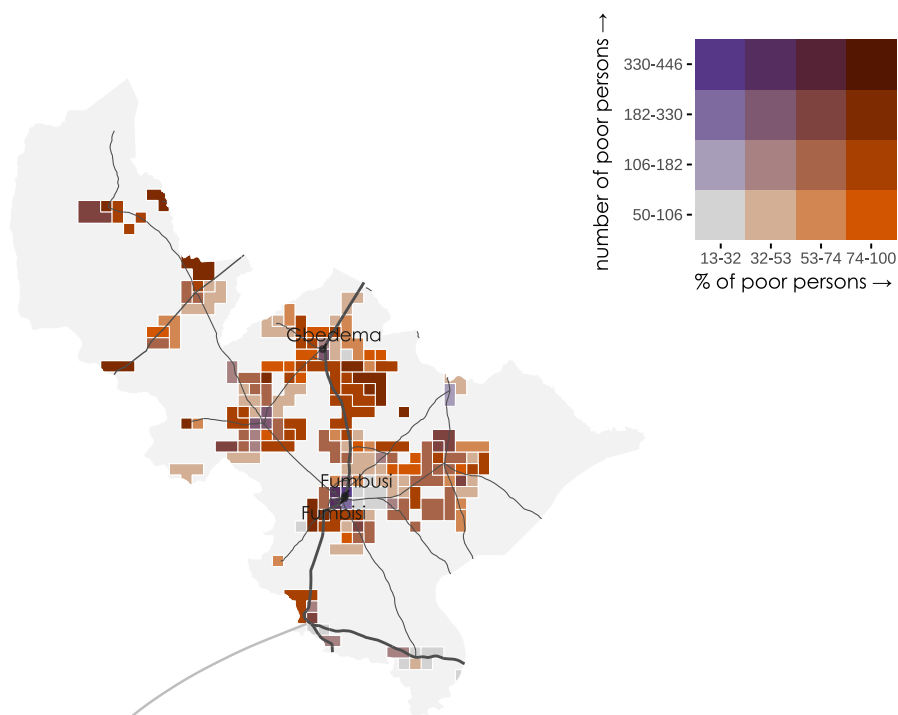 number of poor persons →
330-446
182-330
106-182
50-106
13-32 32-53 53-74 74-100
% of poor persons →
Gbedema
Fumbusi
Fumbisi